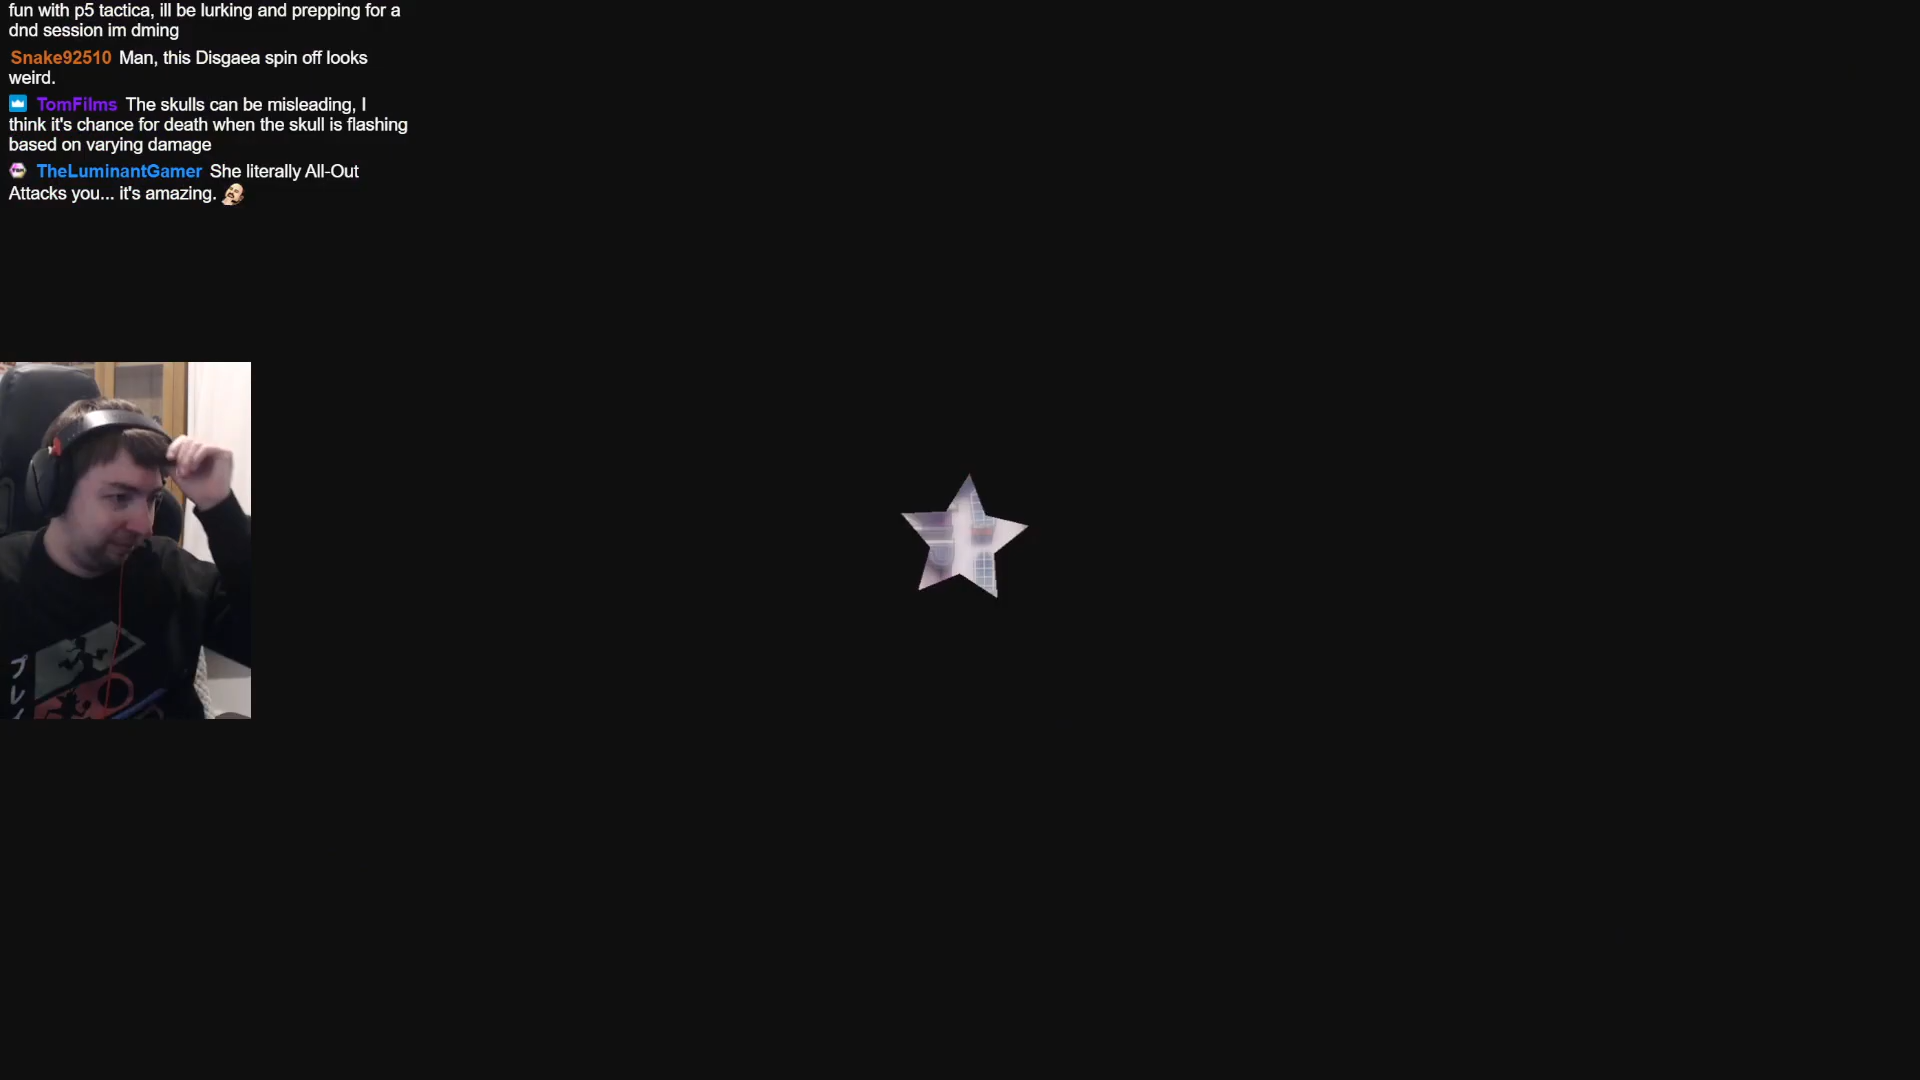 fun with p5 tactica, ill be lurking and prepping for a
dnd session im dming
Snake92510 Man, this Disgaea spin off looks
weird.
TomFilms The skulls can be misleading, I
think it's chance for death when the skull is flashing
based on varying damage
TheLuminantGamer She literally All-Out
Attacks you... it's amazing.
プレ